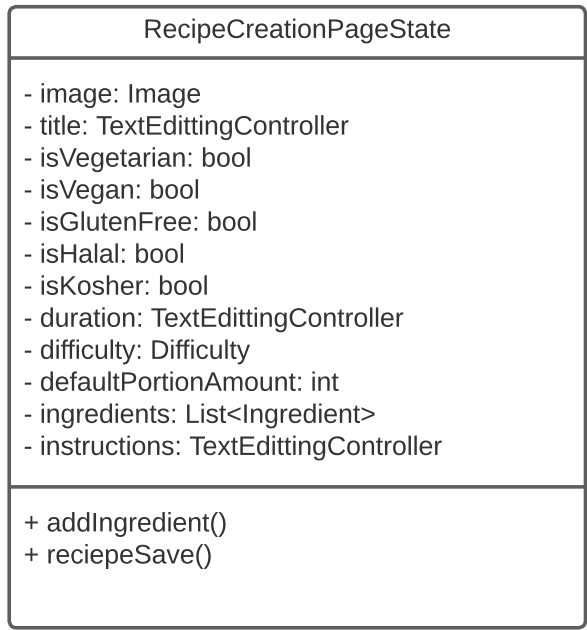 RecipeCreationPageState
- image: Image
- title: TextEdittingController
- isVegetarian: bool
- isVegan: bool
- isGlutenFree: bool
- isHalal: bool
- isKosher: bool
- duration: TextEdittingController
- difficulty: Difficulty
- defaultPortionAmount: int
- ingredients: List<Ingredient>
- instructions: TextEdittingController
+ addIngredient()
+ reciepeSave()